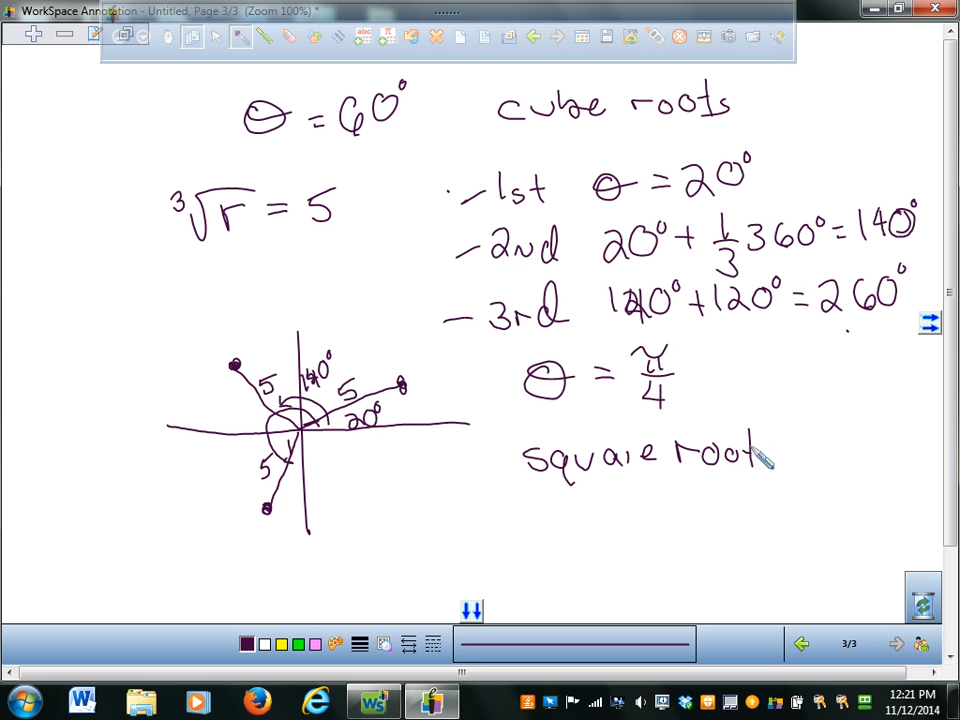 WorkSpace Annotation - Untitled, Page 3/3 (Zoom 100%) *
θ = 60° cube roots
∛r = 5
- 1st θ = 20°
- 2nd 20° + 1/3 360° = 140°
- 3rd 140° + 120° = 260°
5 140° 5
20°
5
θ = π/4
square root
3/3
12:21 PM
11/12/2014